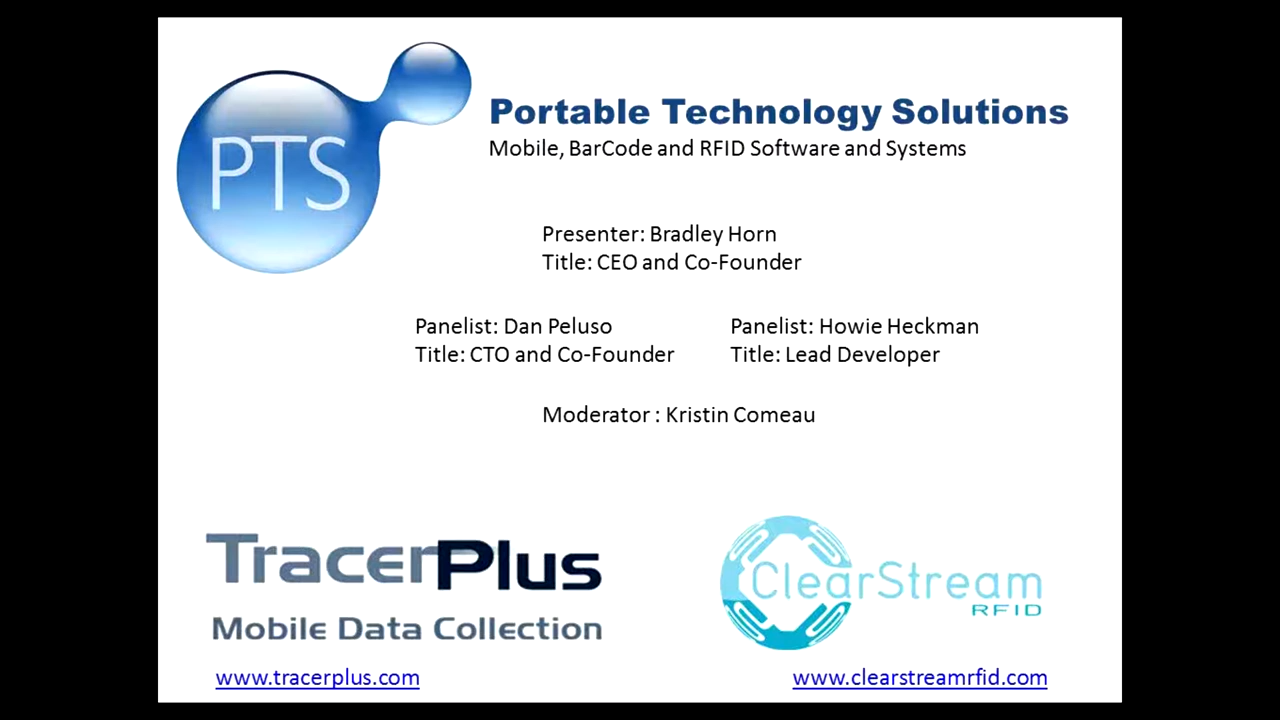 PTS
Portable Technology Solutions
Mobile, BarCode and RFID Software and Systems
Presenter: Bradley Horn
Title: CEO and Co-Founder
Panelist: Dan Peluso
Title: CTO and Co-Founder
Panelist: Howie Heckman
Title: Lead Developer
Moderator : Kristin Comeau
TracerPlus
Mobile Data Collection
www.tracerplus.com
ClearStream
RFID
www.clearstreamrfid.com